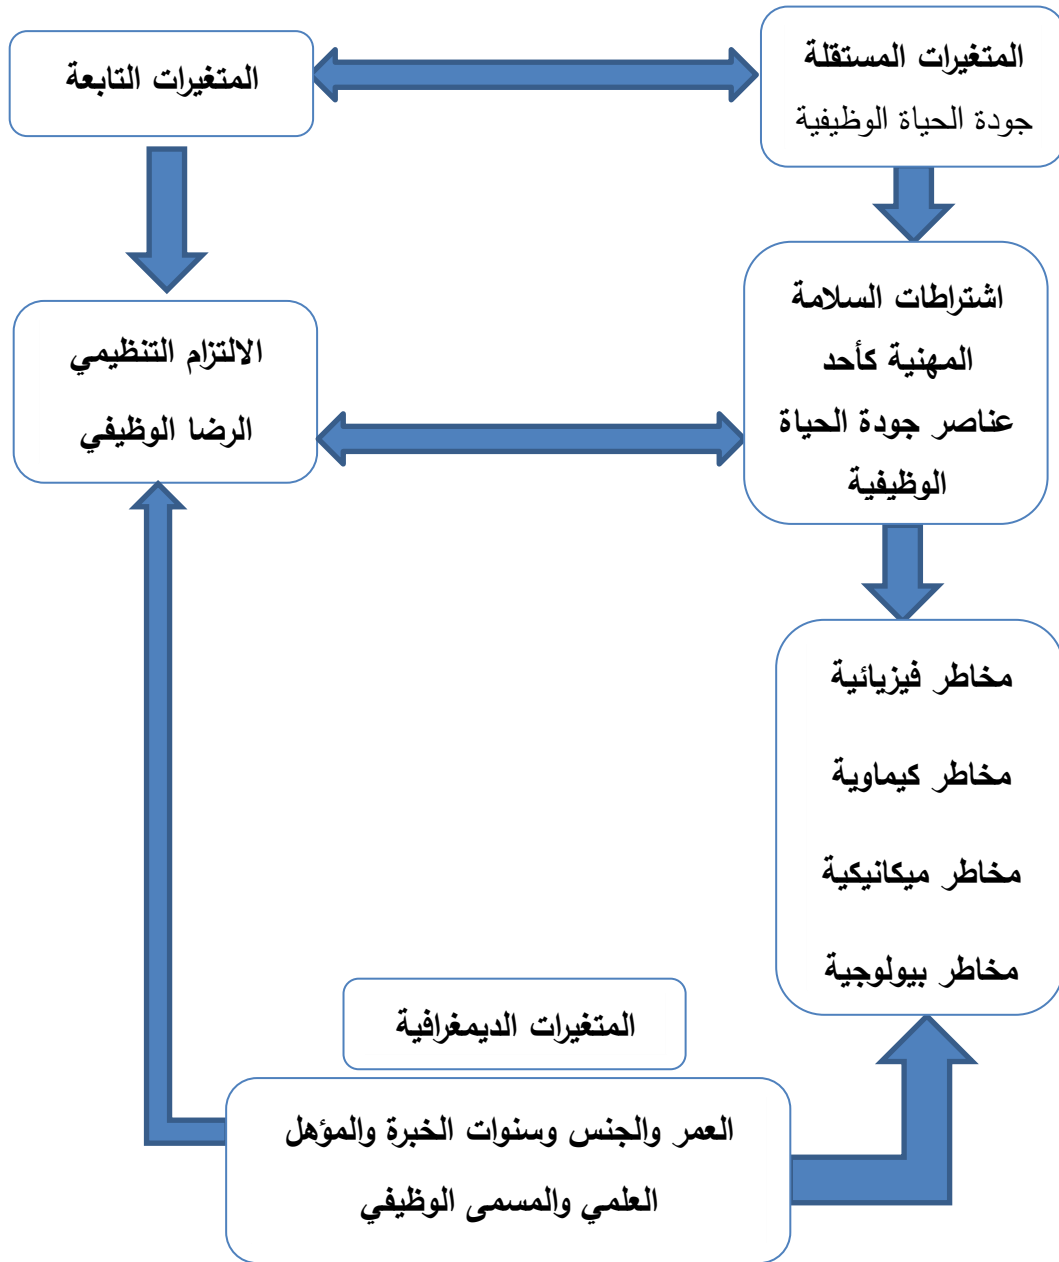 المتغيرات المستقلة
جودة الحياة الوظيفية
المتغيرات التابعة
اشتراطات السلامة
المهنية كأحد
عناصر جودة الحياة
الوظيفية
الالتزام التنظيمي
الرضا الوظيفي
مخاطر فيزيائية
مخاطر كيماوية
مخاطر ميكانيكية
مخاطر بيولوجية
المتغيرات الديمغرافية
العمر والجنس وسنوات الخبرة والمؤهل
العلمي والمسمى الوظيفي